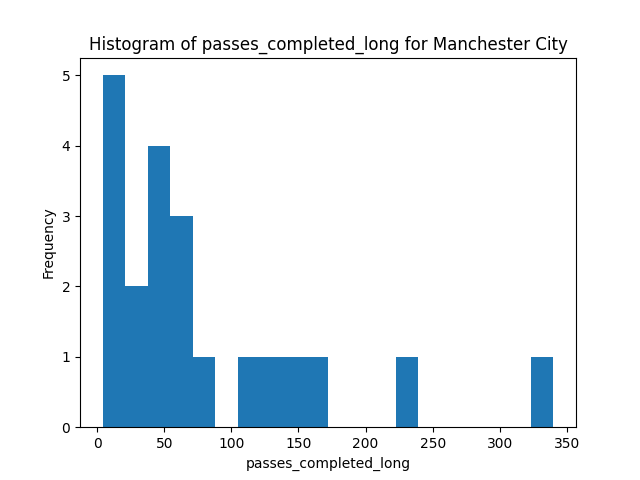 Histogram of passes_completed_long for Manchester City
5
4
3
2
1
0
Frequency
0 50 100 150 200 250 300 350
passes_completed_long